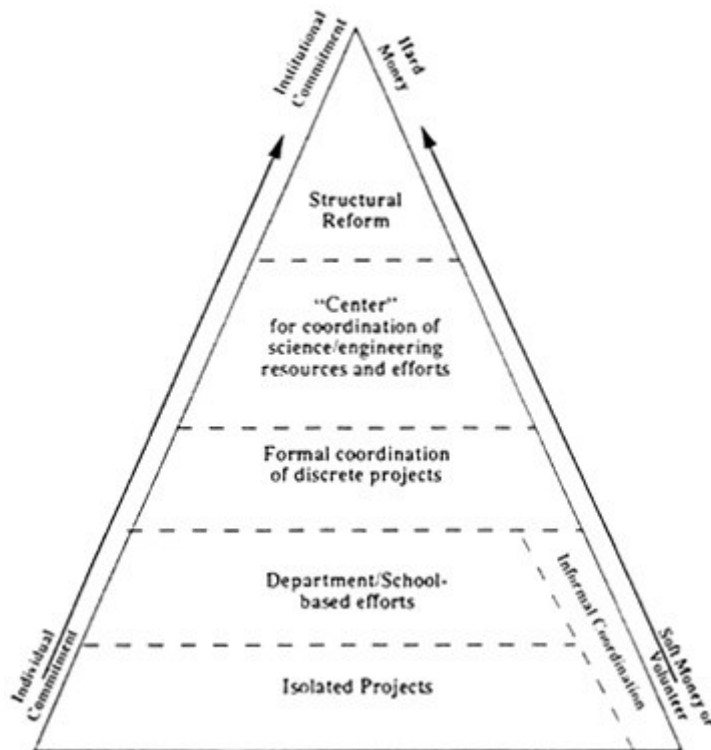 Institutional
Commitment
Hard
Money
Structural
Reform
"Center"
for coordination of
science/engineering
resources and efforts
Formal coordination
of discrete projects
Department/School-
based efforts
Informal Coordination
Isolated Projects
Individual
Commitment
Soft Money or
Volunteer